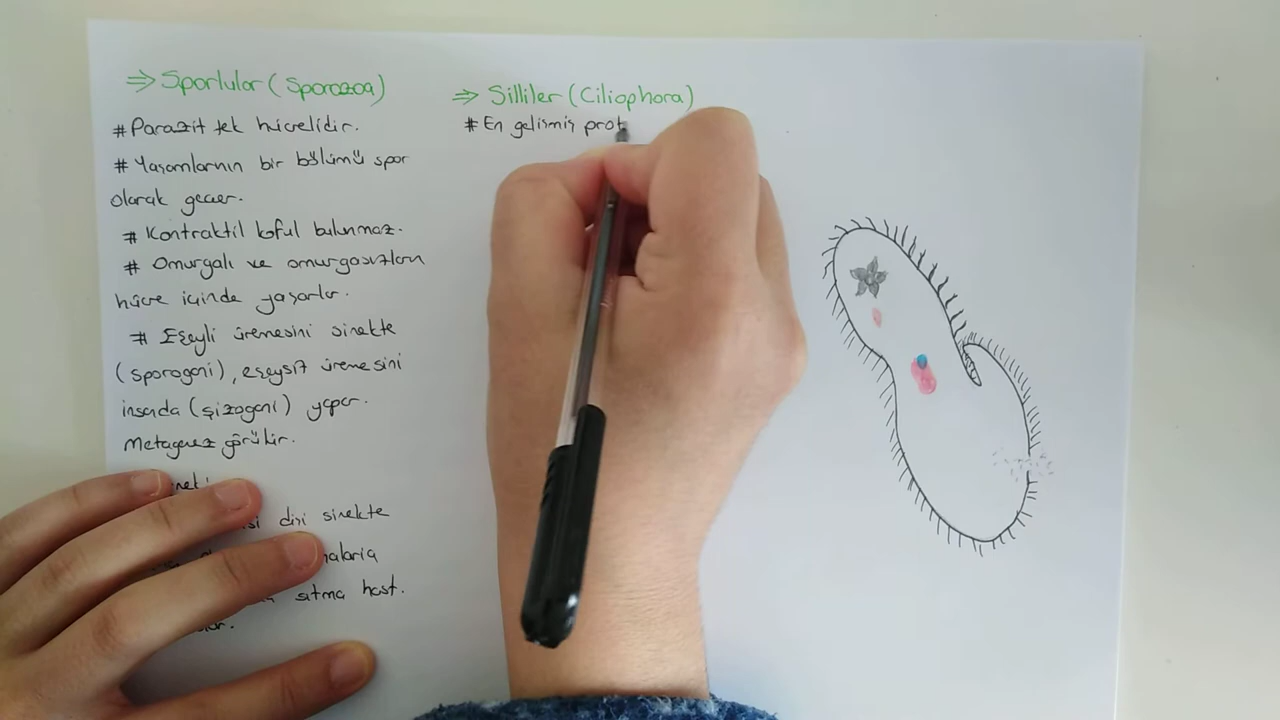 ⇒ Sporlular (Sporozoa)
# Parazit tek hücrelidir.
# Yaşamlarının bir bölümü spor
olarak geçer.
# Kontraktil koful bulunmaz.
# Omurgalı ve omurgasızların
hücre içinde yaşarlar.
# Eşeyli üremesini sinekte
(sporogoni), eşeysiz üremesini
insanda (şizogoni) yapar.
Metagenez görülür.
dişi sinekte
malaria
sıtma hast.
⇒ Silliler (Ciliophora)
# En gelişmiş prot